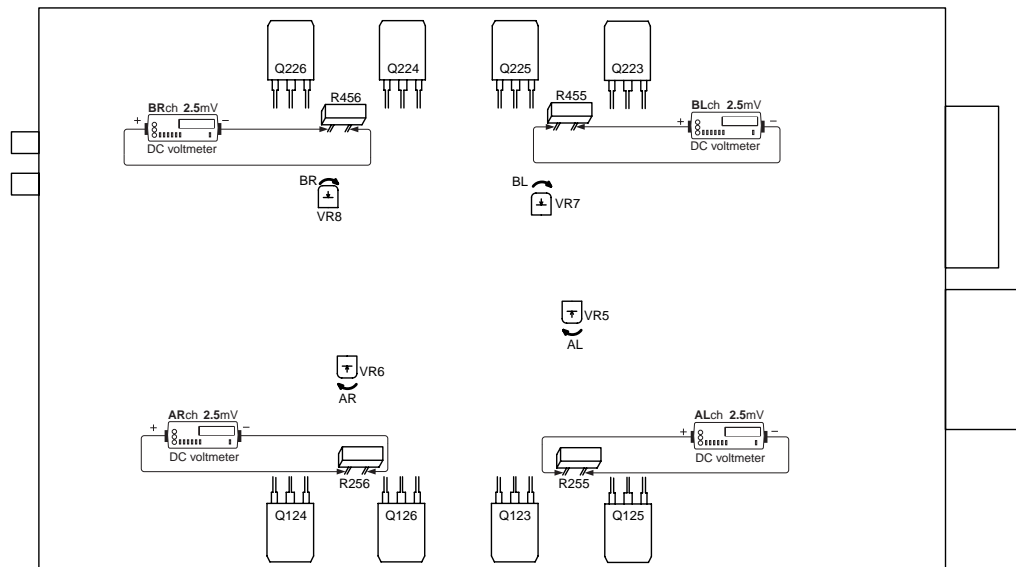 Q226
Q224
Q225
Q223
R456
R455
BRch 2.5mV
+ −
DC voltmeter
BLch 2.5mV
+ −
DC voltmeter
BR
VR8
BL
VR7
VR5
AL
VR6
AR
ARch 2.5mV
+ −
DC voltmeter
ALch 2.5mV
+ −
DC voltmeter
R256
R255
Q124
Q126
Q123
Q125